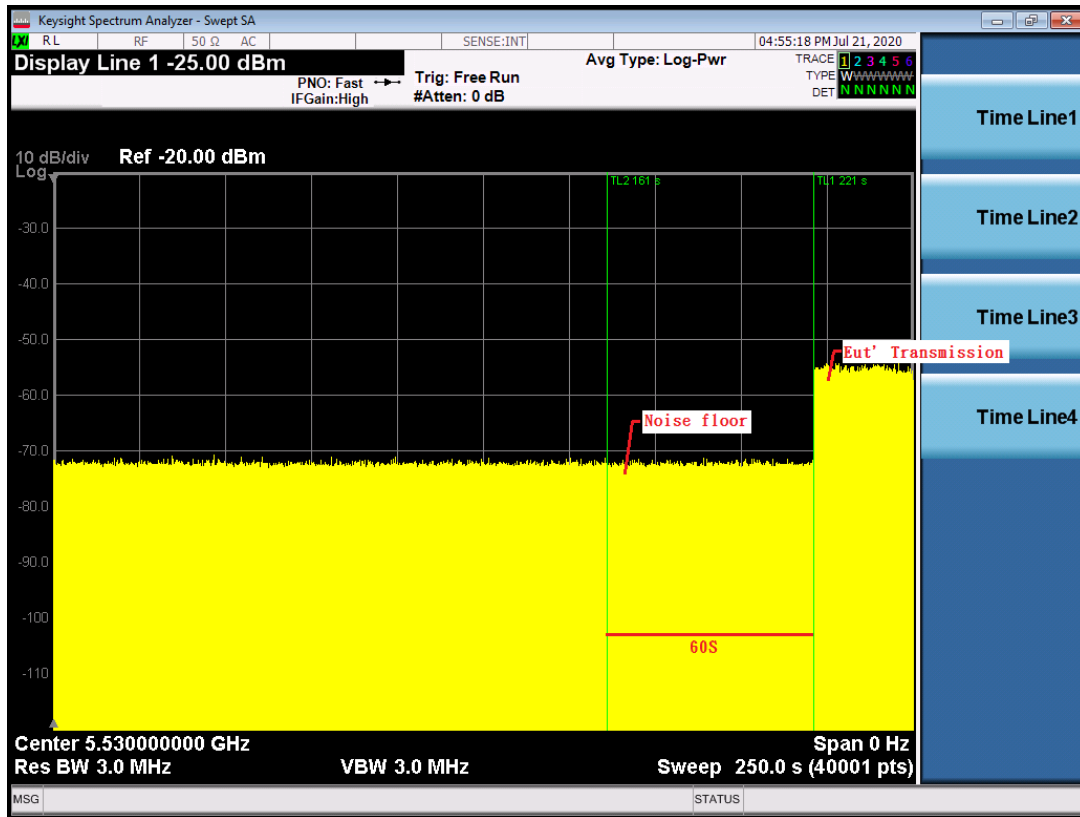 Keysight Spectrum Analyzer - Swept SA
LXI RL RF 50 Ω AC SENSE:INT 04:55:18 PM Jul 21, 2020
Display Line 1 -25.00 dBm
Avg Type: Log-Pwr
TRACE 1 2 3 4 5 6
TYPE WWWWWW
DET N N N N N N
PNO: Fast
IFGain:High
Trig: Free Run
#Atten: 0 dB
10 dB/div Ref -20.00 dBm
Log
TL2 161 s
TL1 221 s
-30.0
-40.0
-50.0
-60.0
-70.0
-80.0
-90.0
-100
-110
Eut' Transmission
Noise floor
60S
Center 5.530000000 GHz Span 0 Hz
Res BW 3.0 MHz VBW 3.0 MHz Sweep 250.0 s (40001 pts)
MSG STATUS
Time Line1
Time Line2
Time Line3
Time Line4